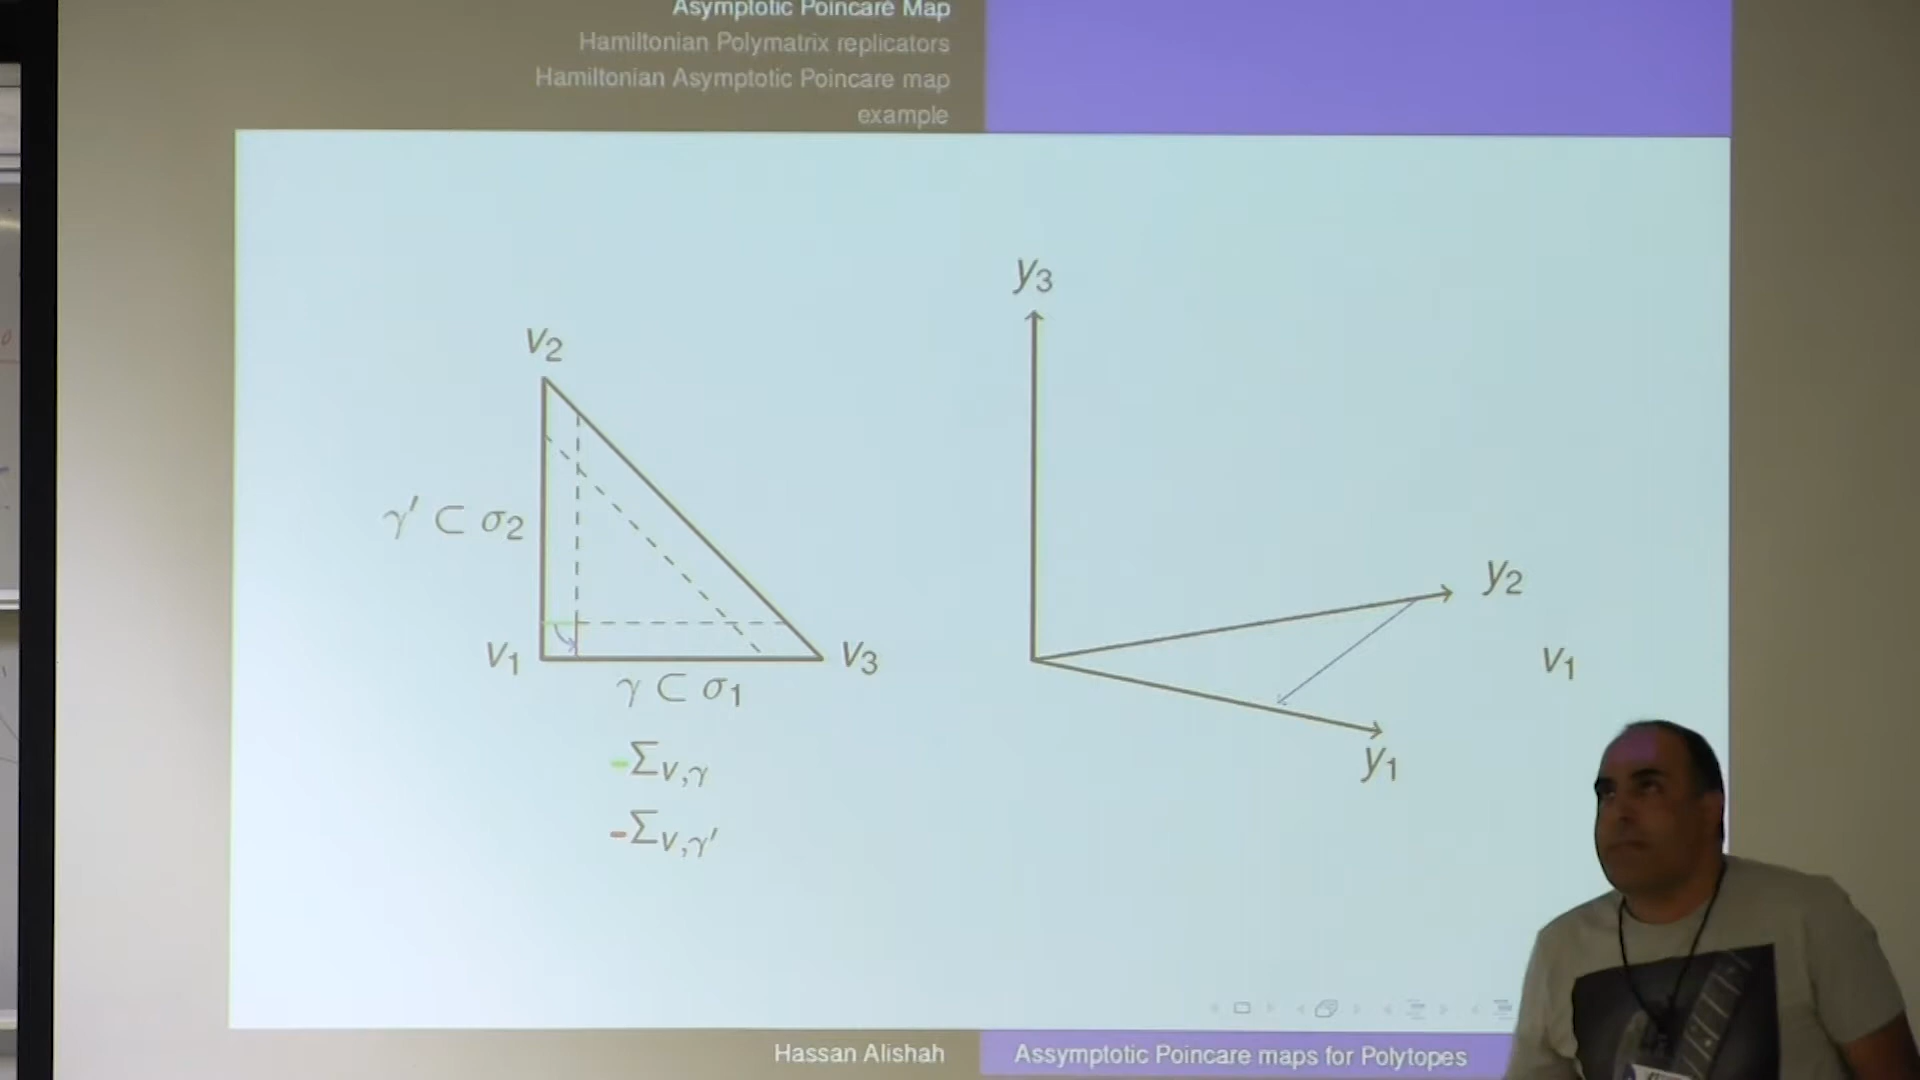 Asymptotic Poincaré Map
Hamiltonian Polymatrix replicators
Hamiltonian Asymptotic Poincare map
example
y3
v2
γ′ ⊂ σ2
y2
v1
v3
v1
γ ⊂ σ1
y1
-Σv,γ
-Σv,γ′
Hassan Alishah
Assymptotic Poincare maps for Polytopes